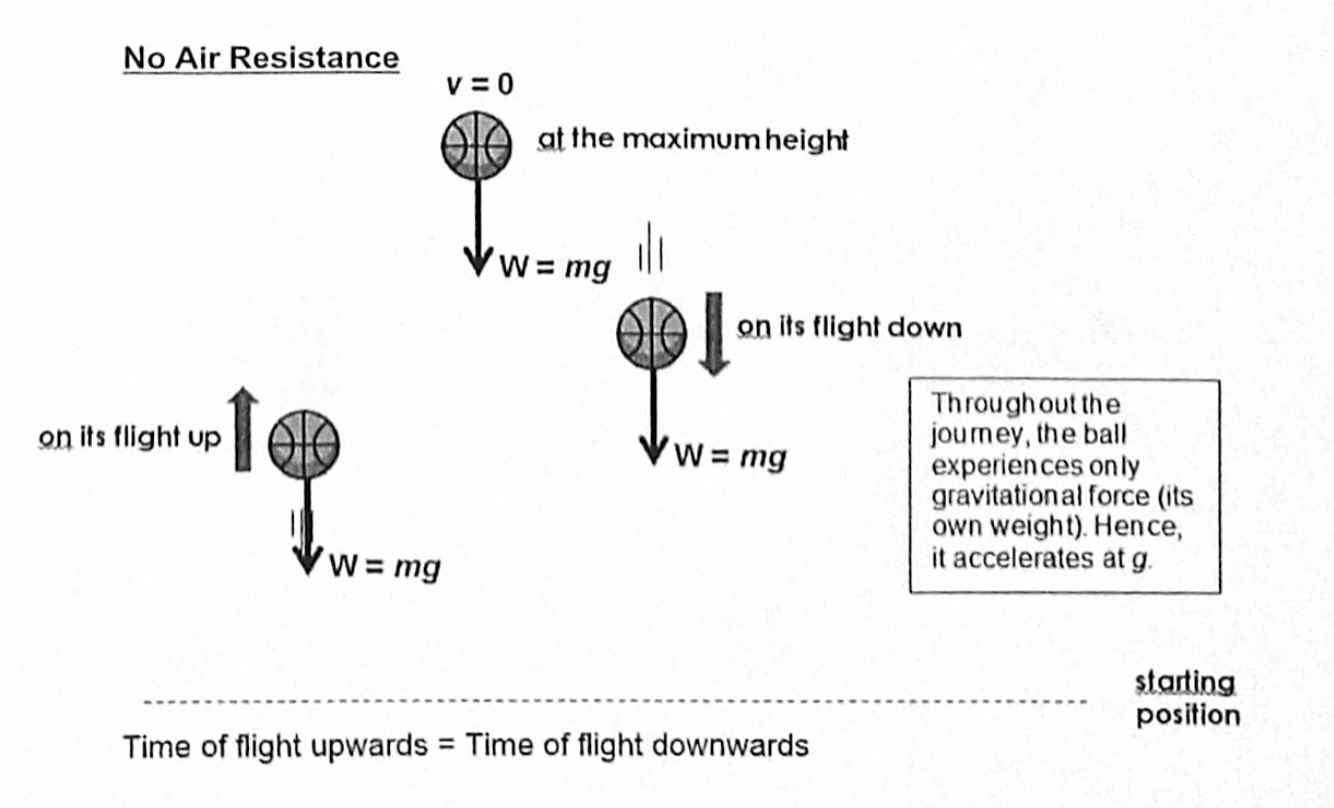 No Air Resistance
v = 0
at the maximum height
W = mg
on its flight down
W = mg
on its flight up
W = mg
Throughout the
journey, the ball
experiences only
gravitational force (its
own weight). Hence,
it accelerates at g.
starting
position
Time of flight upwards = Time of flight downwards